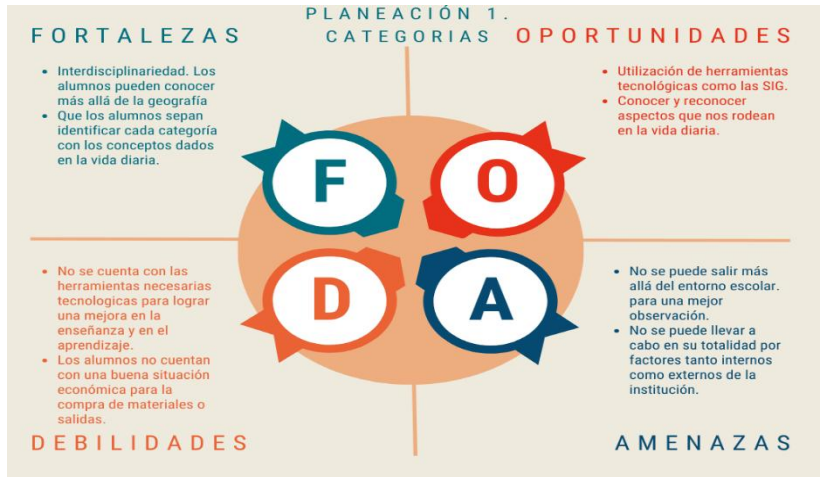 PLANEACIÓN 1.
CATEGORIAS
FORTALEZAS
• Interdisciplinariedad. Los
alumnos pueden conocer
más allá de la geografía
• Que los alumnos sepan
identificar cada categoría
con los conceptos dados
en la vida diaria.
OPORTUNIDADES
• Utilización de herramientas
tecnológicas como las SIG.
• Conocer y reconocer
aspectos que nos rodean
en la vida diaria.
F
O
D
A
• No se cuenta con las
herramientas necesarias
tecnologicas para lograr
una mejora en la
enseñanza y en el
aprendizaje.
• Los alumnos no cuentan
con una buena situación
económica para la
compra de materiales o
salidas.
DEBILIDADES
• No se puede salir más
allá del entorno escolar.
para una mejor
observación.
• No se puede llevar a
cabo en su totalidad por
factores tanto internos
como externos de la
institución.
AMENAZAS